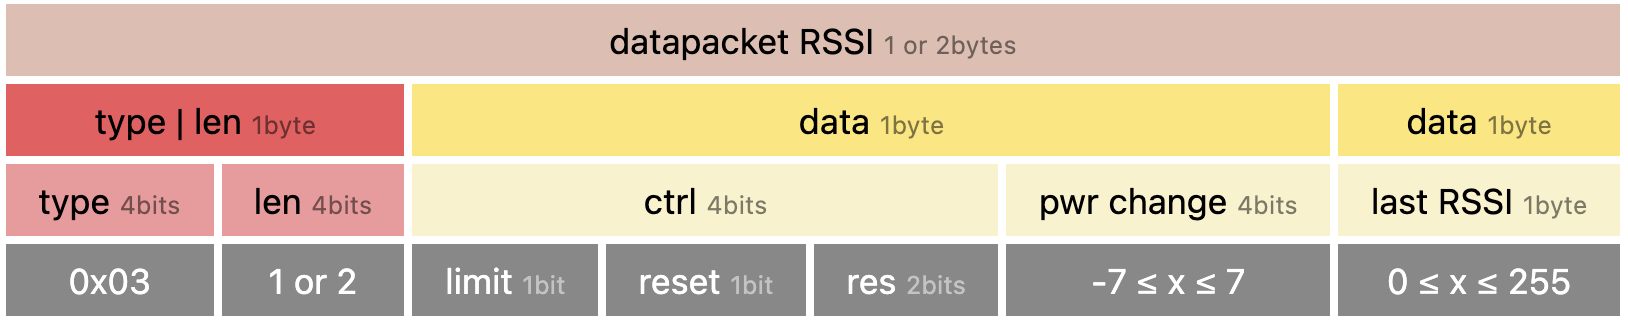 datapacket RSSI 1 or 2bytes
type | len 1byte data 1byte data 1byte
type 4bits len 4bits ctrl 4bits pwr change 4bits last RSSI 1byte
0x03 1 or 2 limit 1bit reset 1bit res 2bits -7 ≤ x ≤ 7 0 ≤ x ≤ 255